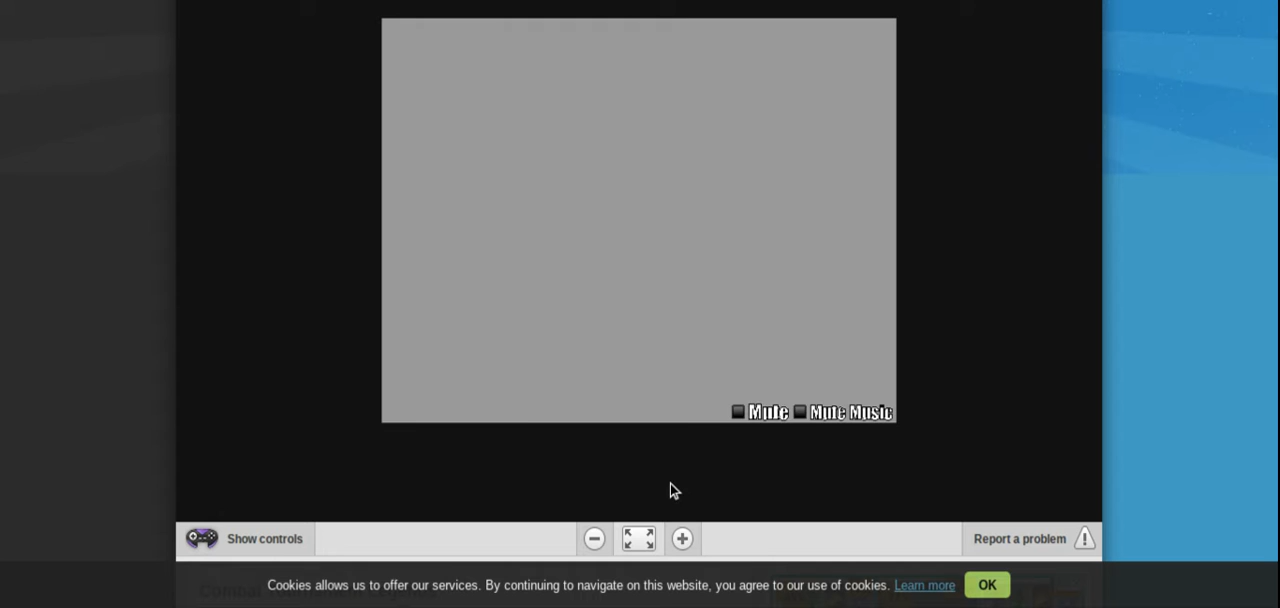 Mute Mute Music
Show controls
Report a problem
Cookies allows us to offer our services. By continuing to navigate on this website, you agree to our use of cookies. Learn more OK